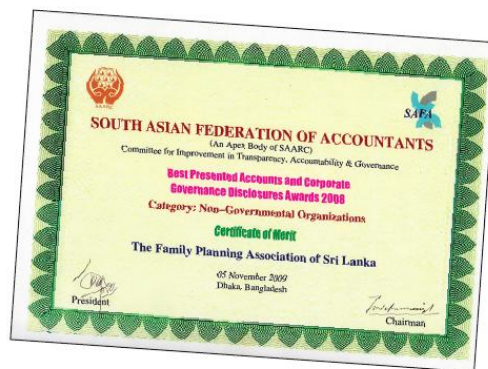 SAARC
SAFA
SOUTH ASIAN FEDERATION OF ACCOUNTANTS
(An Apex Body of SAARC)
Committee for Improvement in Transparency, Accountability & Governance
Best Presented Accounts and Corporate
Governance Disclosures Awards 2008
Category: Non-Governmental Organizations
Certificate of Merit
The Family Planning Association of Sri Lanka
05 November 2009
Dhaka, Bangladesh
President
Chairman